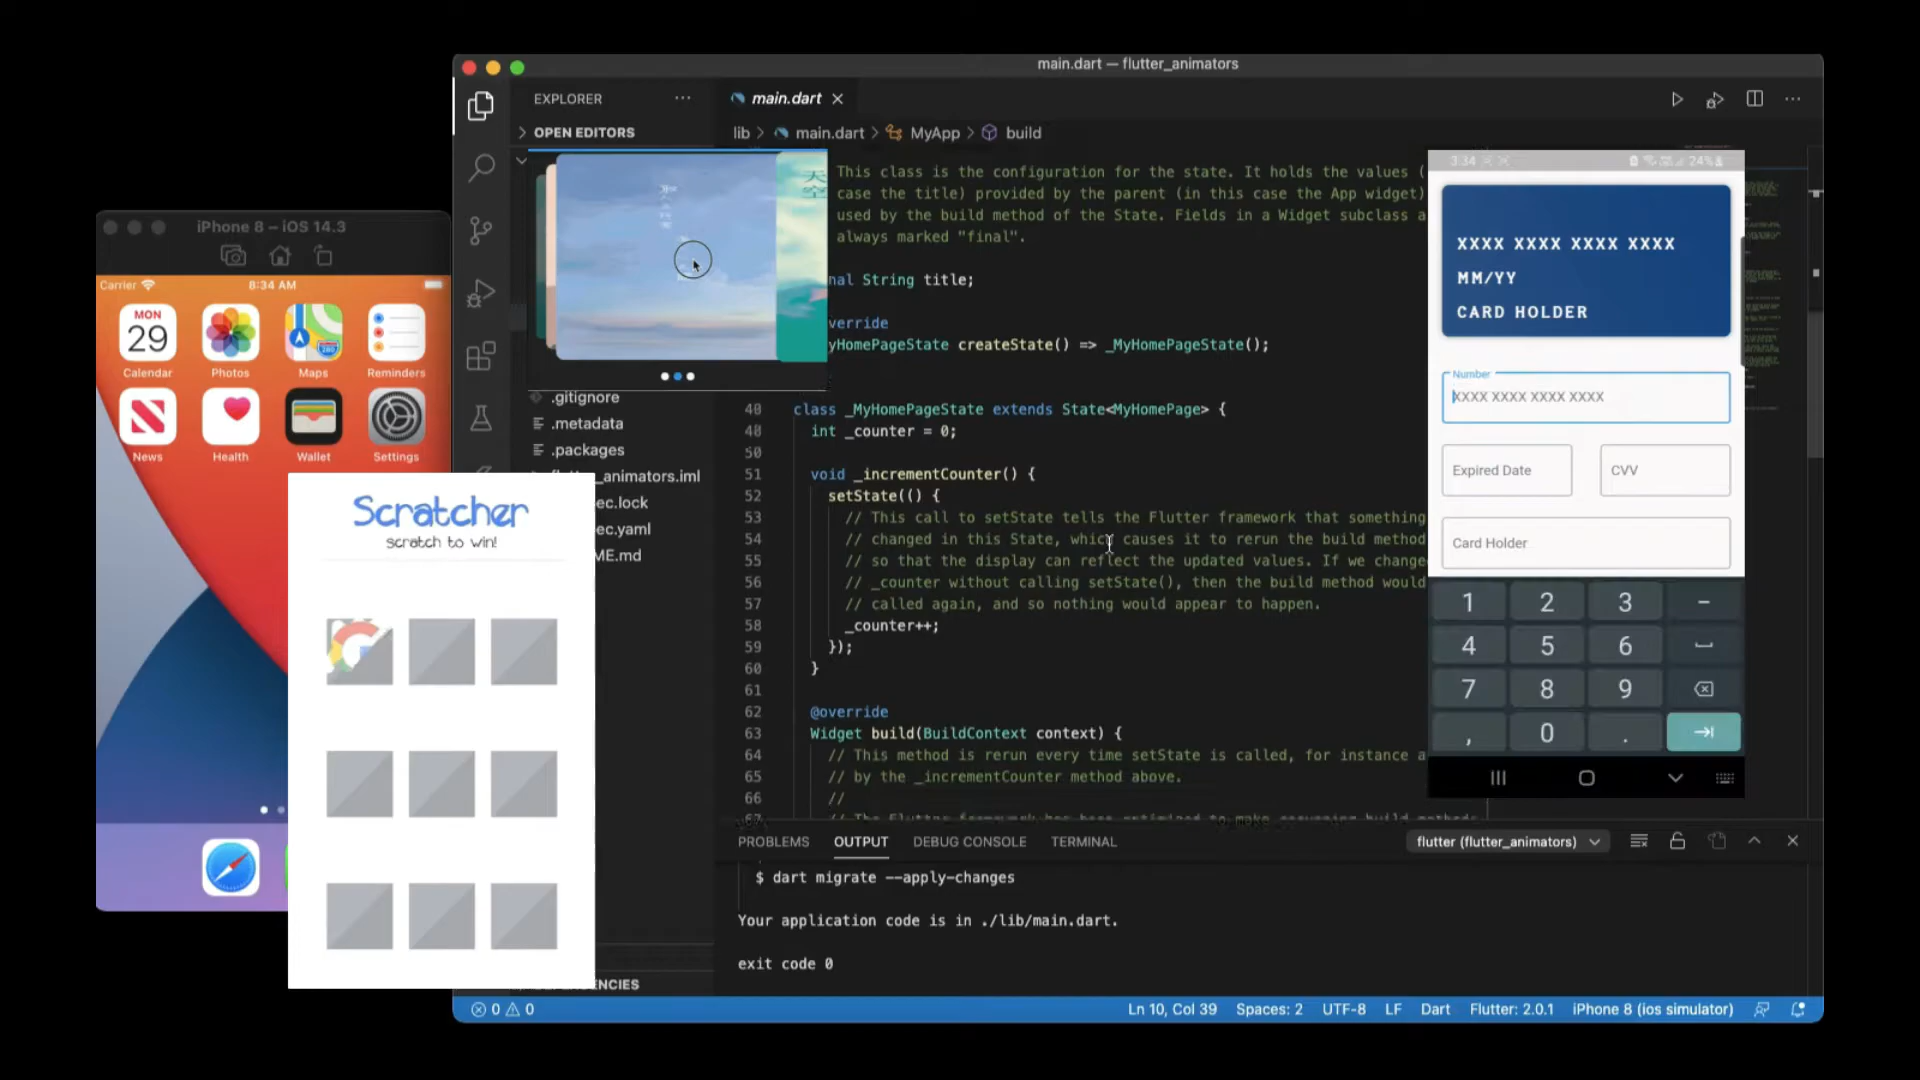 main.dart — flutter_animators
EXPLORER
main.dart
OPEN EDITORS
lib > main.dart > MyApp > build
This class is the configuration for the state. It holds the values (
case the title) provided by the parent (in this case the App widget)
used by the build method of the State. Fields in a Widget subclass a
always marked "final".
nal String title;
verride
yHomePageState createState() => _MyHomePageState();
天空
.gitignore
.metadata
.packages
_animators.iml
ec.lock
ec.yaml
ME.md
48
class _MyHomePageState extends State<MyHomePage> {
int _counter = 0;
50
51 void _incrementCounter() {
52 setState(() {
53 // This call to setState tells the Flutter framework that something
54 // changed in this State, which causes it to rerun the build method
55 // so that the display can reflect the updated values. If we change
56 // _counter without calling setState(), then the build method would
57 // called again, and so nothing would appear to happen.
58 _counter++;
59 });
60 }
61
62 @override
63 Widget build(BuildContext context) {
64 // This method is rerun every time setState is called, for instance a
65 // by the _incrementCounter method above.
66 //
PROBLEMS OUTPUT DEBUG CONSOLE TERMINAL
flutter (flutter_animators)
$ dart migrate --apply-changes
Your application code is in ./lib/main.dart.
exit code 0
NCIES
0 0
Ln 10, Col 39 Spaces: 2 UTF-8 LF Dart Flutter: 2.0.1 iPhone 8 (ios simulator)
iPhone 8 – iOS 14.3
Carrier 8:34 AM
MON
29
280
Calendar Photos Maps Reminders
News Health Wallet Settings
Scratcher
scratch to win!
3:34 24%
XXXX XXXX XXXX XXXX
MM/YY
CARD HOLDER
Number
XXXX XXXX XXXX XXXX
Expired Date CVV
Card Holder
1 2 3 -
4 5 6
7 8 9
, 0 .